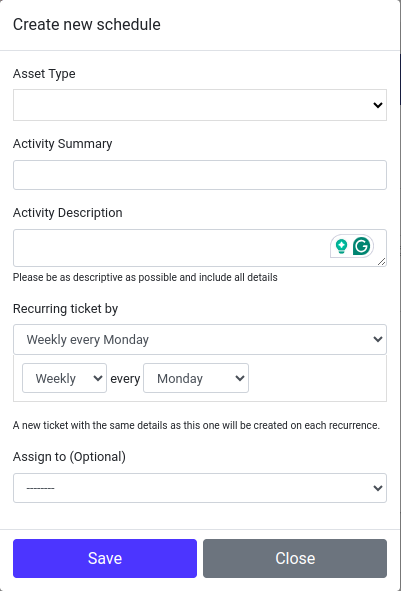 Create new schedule
Asset Type
Activity Summary
Activity Description
Please be as descriptive as possible and include all details
Recurring ticket by
Weekly every Monday
Weekly every Monday
A new ticket with the same details as this one will be created on each recurrence.
Assign to (Optional)
--------
Save Close